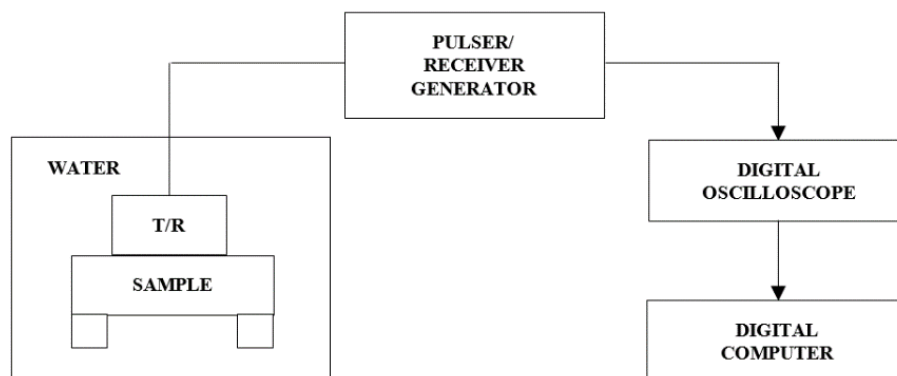 PULSER/
RECEIVER
GENERATOR
WATER
T/R
SAMPLE
DIGITAL
OSCILLOSCOPE
DIGITAL
COMPUTER